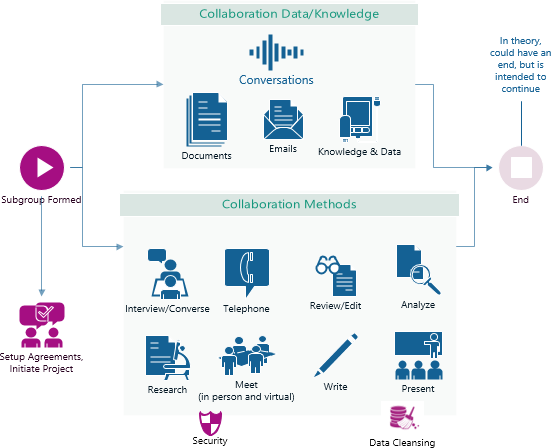 Collaboration Data/Knowledge
Conversations
Documents
Emails
Knowledge & Data
In theory,
could have an
end, but is
intended to
continue
Subgroup Formed
End
Collaboration Methods
Interview/Converse
Telephone
Review/Edit
Analyze
Setup Agreements,
Initiate Project
Research
Meet
(in person and virtual)
Write
Present
Security
Data Cleansing